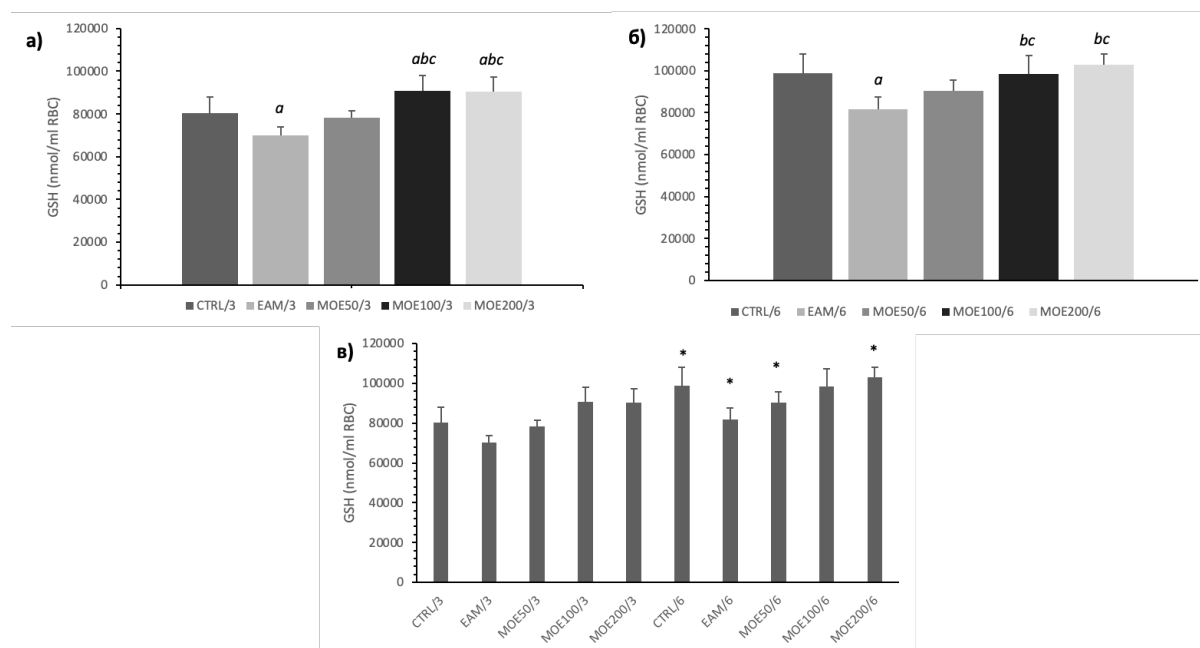 а)
120000
100000
80000
60000
40000
20000
0
GSH (nmol/ml RBC)
a
abc
abc
CTRL/3 EAM/3 MOE50/3 MOE100/3 MOE200/3
б)
120000
100000
80000
60000
40000
20000
0
GSH (nmol/ml RBC)
a
bc
bc
CTRL/6 EAM/6 MOE50/6 MOE100/6 MOE200/6
в)
120000
100000
80000
60000
40000
20000
0
GSH (nmol/ml RBC)
*
*
*
*
CTRL/3
EAM/3
MOE50/3
MOE100/3
MOE200/3
CTRL/6
EAM/6
MOE50/6
MOE100/6
MOE200/6